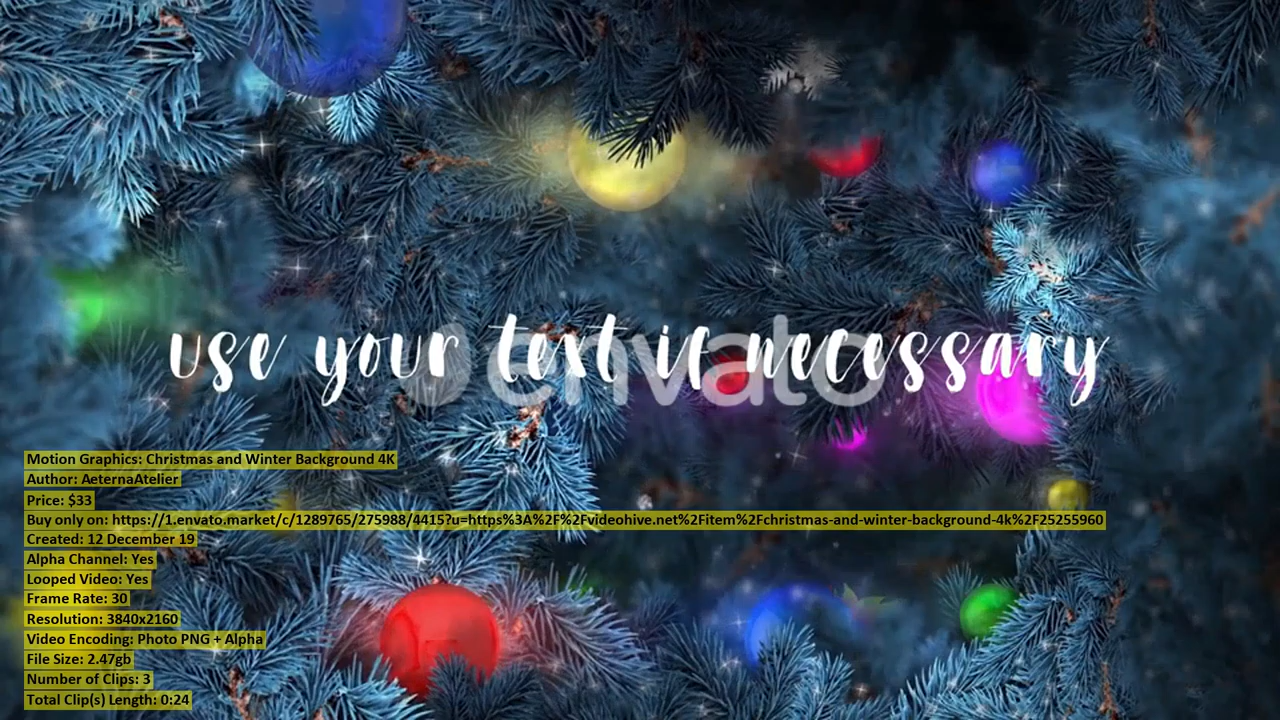 use your text if necessary
envato
Motion Graphics: Christmas and Winter Background 4K
Author: AeternaAtelier
Price: $33
Buy only on: https://1.envato.market/c/1289765/275988/4415?u=https%3A%2F%2Fvideohive.net%2Fitem%2Fchristmas-and-winter-background-4k%2F25255960
Created: 12 December 19
Alpha Channel: Yes
Looped Video: Yes
Frame Rate: 30
Resolution: 3840x2160
Video Encoding: Photo PNG + Alpha
File Size: 2.47gb
Number of Clips: 3
Total Clip(s) Length: 0:24